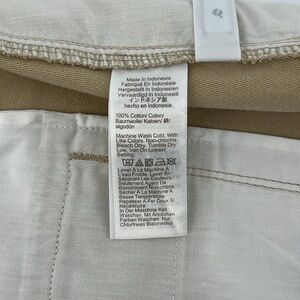 Made In Indonesia
Fabriqué En Indonésie
Hergestellt In Indonesien
Vervaardigd In Indonesië
インドネシア製
hecho en indonesia
100% Cotton/ Coton/
Baumwolle/ Katoen/ 綿/
algodón
Machine Wash Cold, With
Like Colors. Non-chlorine
Bleach Only. Tumble Dry
Low. Iron On Lowest
Setting.
Laver À La Machine À
L'eau Froide. Laver En
Séparant Les Couleurs.
Seulement Agent De
Blanchiment Non-chloré.
Sécher À La Machine À
Basse Température.
Repasser À Fer Doux Si
Nécessaire
In Der Maschine Kalt
Waschen, Mit Ähnlichen
Farben Waschen. Nur
Chlorfreies Bleichmittel